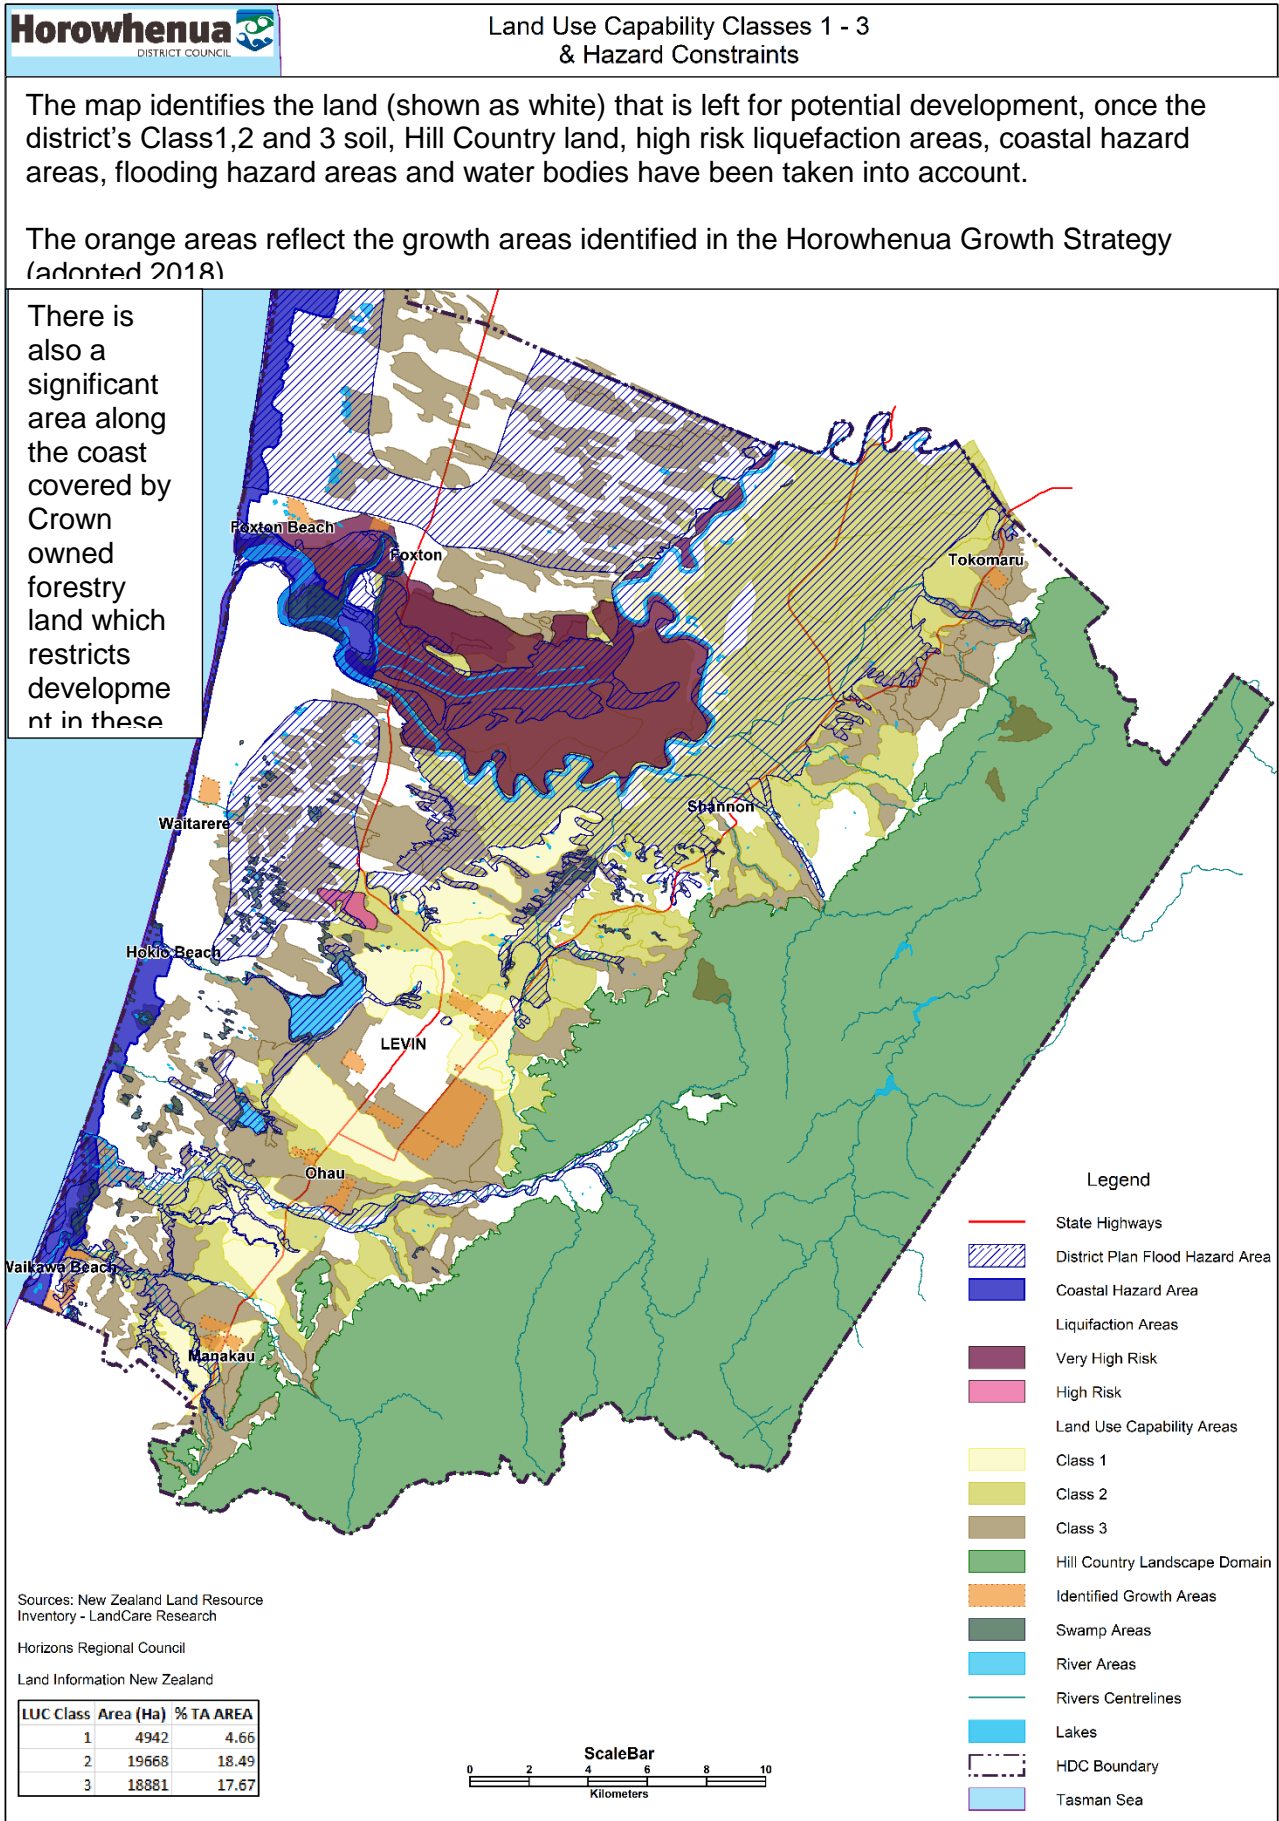 Horowhenua
DISTRICT COUNCIL
Land Use Capability Classes 1 - 3
& Hazard Constraints
The map identifies the land (shown as white) that is left for potential development, once the
district's Class1,2 and 3 soil, Hill Country land, high risk liquefaction areas, coastal hazard
areas, flooding hazard areas and water bodies have been taken into account.
The orange areas reflect the growth areas identified in the Horowhenua Growth Strategy
(adopted 2018)
There is
also a
significant
area along
the coast
covered by
Crown
owned
forestry
land which
restricts
developme
nt in these
Foxton Beach
Foxton
Tokomaru
Shannon
Waitarere
Hokio Beach
LEVIN
Ohau
Waikawa Beach
Manakau
Legend
State Highways
District Plan Flood Hazard Area
Coastal Hazard Area
Liquifaction Areas
Very High Risk
High Risk
Land Use Capability Areas
Class 1
Class 2
Class 3
Hill Country Landscape Domain
Identified Growth Areas
Swamp Areas
River Areas
Rivers Centrelines
Lakes
HDC Boundary
Tasman Sea
Sources: New Zealand Land Resource
Inventory - LandCare Research
Horizons Regional Council
Land Information New Zealand
LUC Class Area (Ha) % TA AREA
1 4942 4.66
2 19668 18.49
3 18881 17.67
ScaleBar
0 2 4 6 8 10
Kilometers